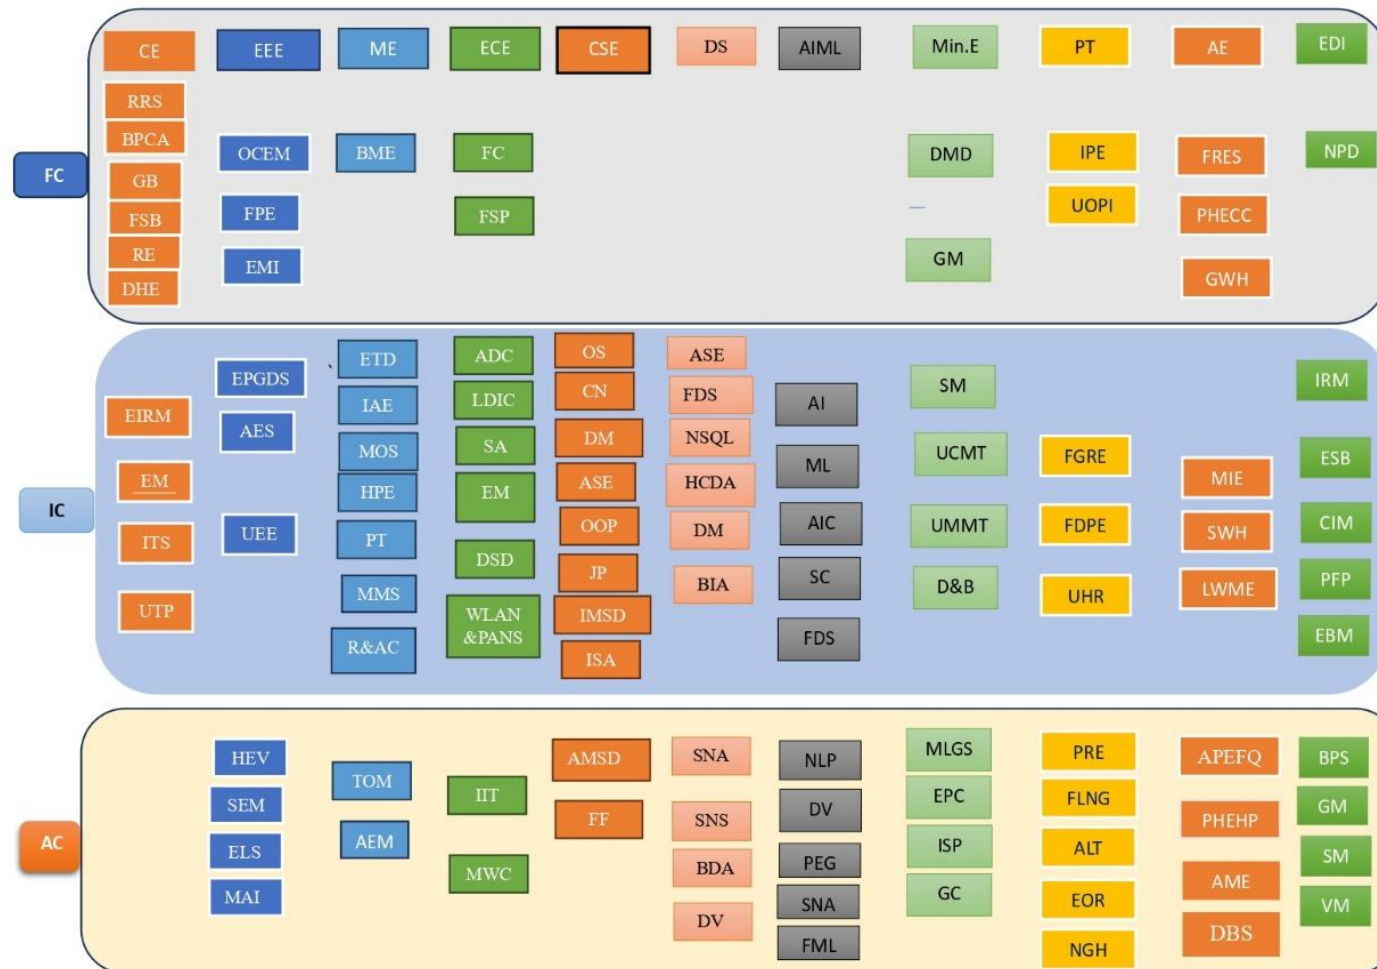 CE
EEE
ME
ECE
CSE
DS
AIML
Min.E
PT
AE
EDI
FC
RRS
BPCA
GB
FSB
RE
DHE
OCEM
FPE
EMI
BME
FC
FSP
DMD
GM
IPE
UOPI
FRES
PHECC
GWH
NPD
IC
EIRM
EM
ITS
UTP
EPGDS
AES
UEE
ETD
IAE
MOS
HPE
PT
MMS
R&AC
ADC
LDIC
SA
EM
DSD
WLAN
&PANS
OS
CN
DM
ASE
OOP
JP
IMSD
ISA
ASE
FDS
NSQL
HCDA
DM
BIA
AI
ML
AIC
SC
FDS
SM
UCMT
UMMT
D&B
FGRE
FDPE
UHR
MIE
SWH
LWME
IRM
ESB
CIM
PFP
EBM
AC
HEV
SEM
ELS
MAI
TOM
AEM
IIT
MWC
AMSD
FF
SNA
SNS
BDA
DV
NLP
DV
PEG
SNA
FML
MLGS
EPC
ISP
GC
PRE
FLNG
ALT
EOR
NGH
APEFQ
PHEHP
AME
DBS
BPS
GM
SM
VM